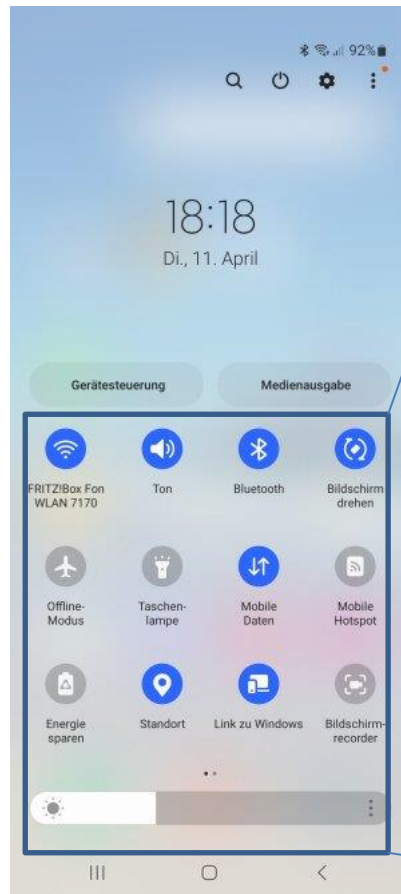 92%
18:18
Di., 11. April
Gerätesteuerung Medienausgabe
FRITZ!Box Fon
WLAN 7170
Ton
Bluetooth
Bildschirm
drehen
Offline-
Modus
Taschen-
lampe
Mobile
Daten
Mobile
Hotspot
Energie
sparen
Standort
Link zu Windows
Bildschirm-
recorder